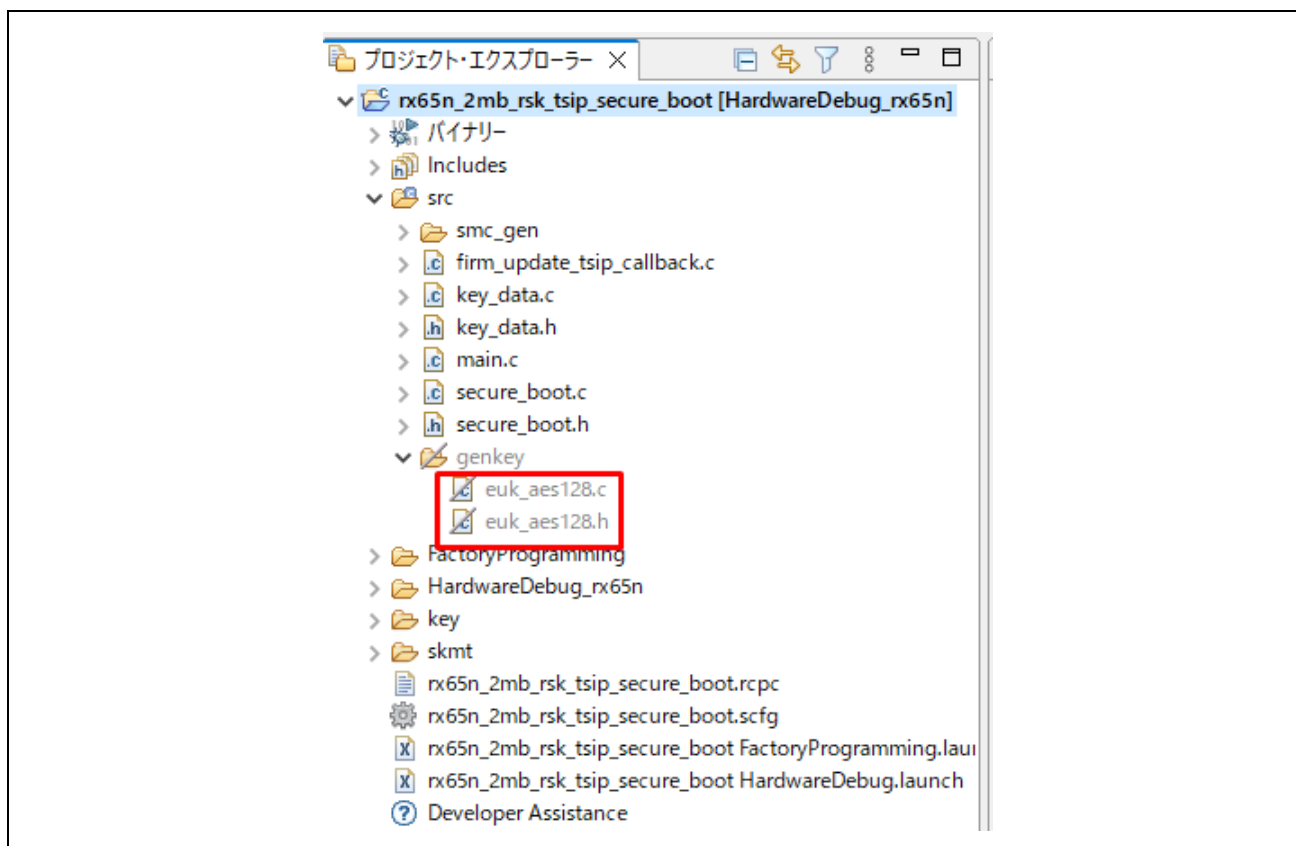 プロジェクト・エクスプローラー
rx65n_2mb_rsk_tsip_secure_boot [HardwareDebug_rx65n]
バイナリー
Includes
src
smc_gen
firm_update_tsip_callback.c
key_data.c
key_data.h
main.c
secure_boot.c
secure_boot.h
genkey
euk_aes128.c
euk_aes128.h
FactoryProgramming
HardwareDebug_rx65n
key
skmt
rx65n_2mb_rsk_tsip_secure_boot.rcpc
rx65n_2mb_rsk_tsip_secure_boot.scfg
rx65n_2mb_rsk_tsip_secure_boot FactoryProgramming.lau
rx65n_2mb_rsk_tsip_secure_boot HardwareDebug.launch
Developer Assistance